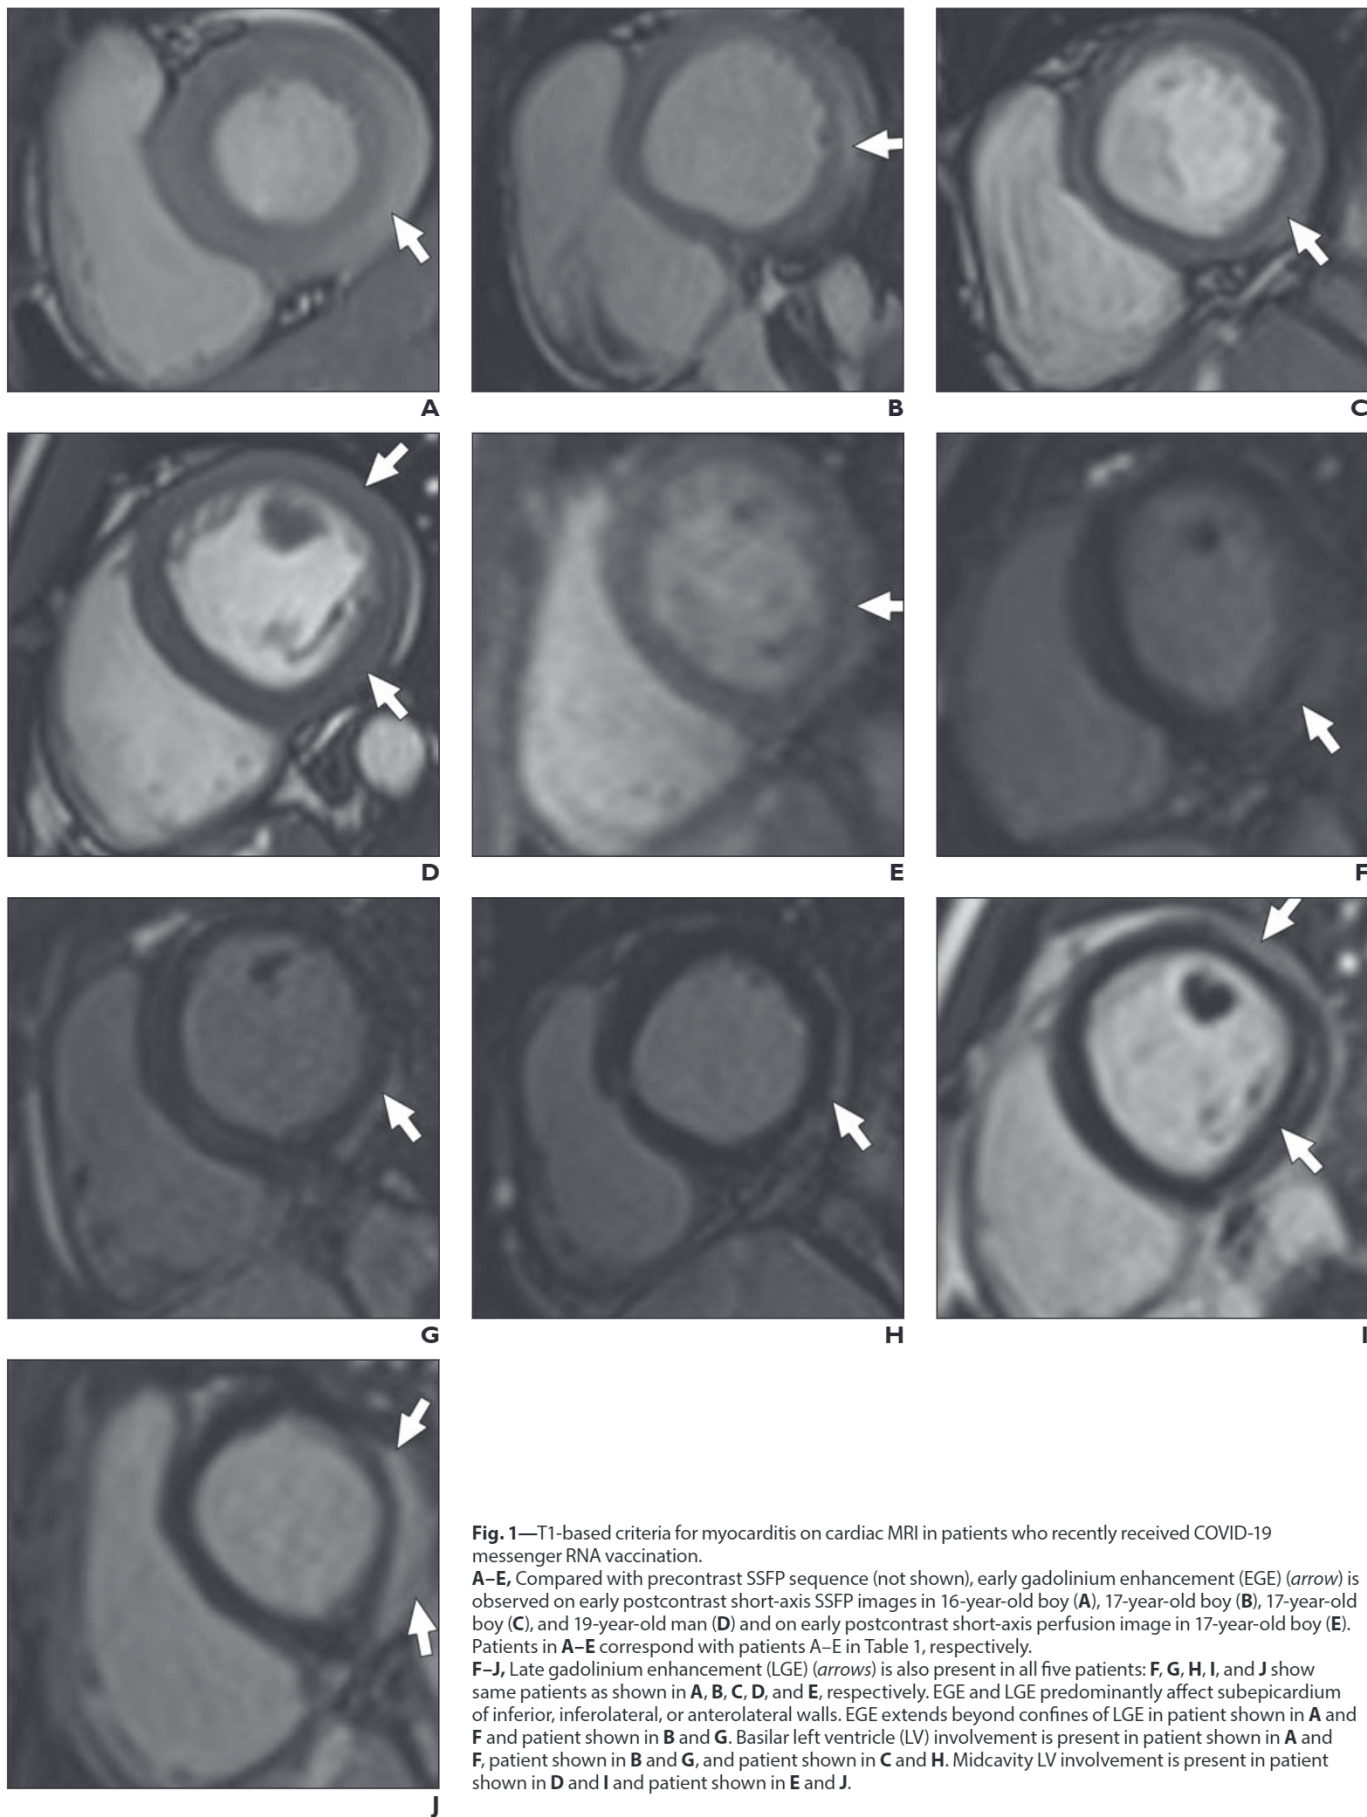 A
B
C
D
E
F
G
H
I
J
Fig. 1—T1-based criteria for myocarditis on cardiac MRI in patients who recently received COVID-19
messenger RNA vaccination.
A–E, Compared with precontrast SSFP sequence (not shown), early gadolinium enhancement (EGE) (arrow) is
observed on early postcontrast short-axis SSFP images in 16-year-old boy (A), 17-year-old boy (B), 17-year-old
boy (C), and 19-year-old man (D) and on early postcontrast short-axis perfusion image in 17-year-old boy (E).
Patients in A–E correspond with patients A–E in Table 1, respectively.
F–J, Late gadolinium enhancement (LGE) (arrows) is also present in all five patients: F, G, H, I, and J show
same patients as shown in A, B, C, D, and E, respectively. EGE and LGE predominantly affect subepicardium
of inferior, inferolateral, or anterolateral walls. EGE extends beyond confines of LGE in patient shown in A and
F and patient shown in B and G. Basilar left ventricle (LV) involvement is present in patient shown in A and
F, patient shown in B and G, and patient shown in C and H. Midcavity LV involvement is present in patient
shown in D and I and patient shown in E and J.